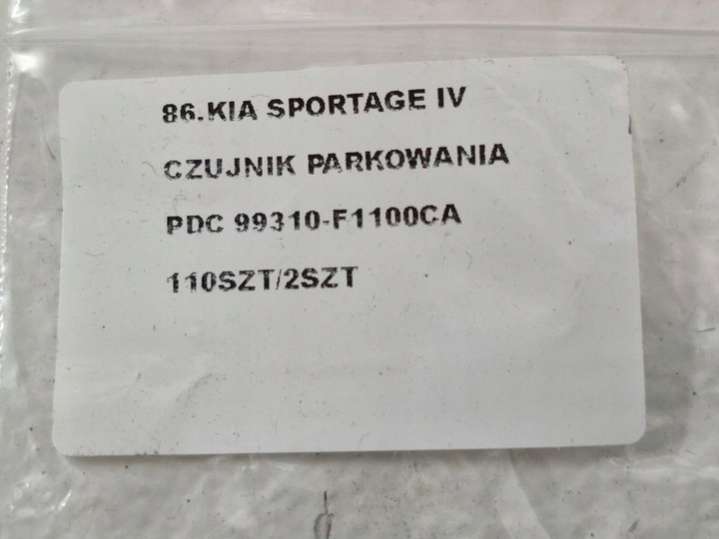 86.KIA SPORTAGE IV
CZUJNIK PARKOWANIA
PDC 99310-F1100CA
110SZT/2SZT